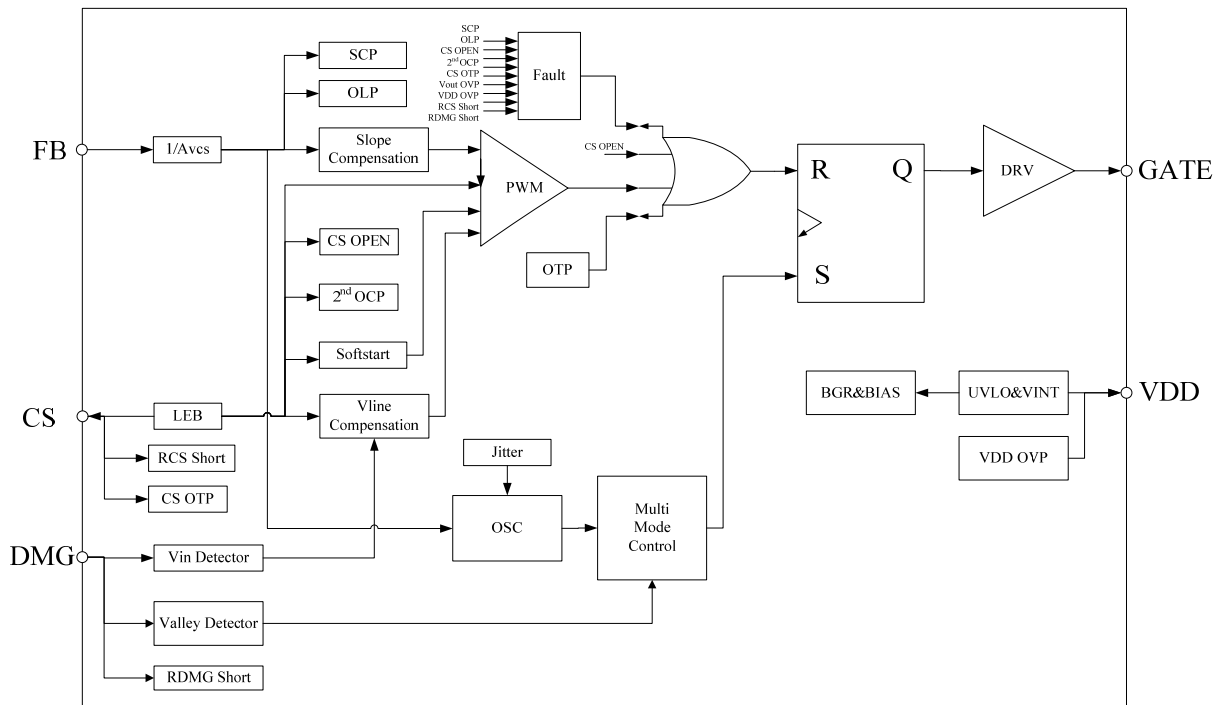 SCP
OLP
FB
1/Avcs
Slope
Compensation
SCP
OLP
CS OPEN
2nd OCP
CS OTP
Vout OVP
VDD OVP
RCS Short
RDMG Short
Fault
CS OPEN
PWM
OTP
R
Q
S
DRV
GATE
CS OPEN
2nd OCP
Softstart
CS
LEB
Vline
Compensation
RCS Short
CS OTP
BGR&BIAS
UVLO&VINT
VDD
VDD OVP
Jitter
OSC
Multi
Mode
Control
DMG
Vin Detector
Valley Detector
RDMG Short